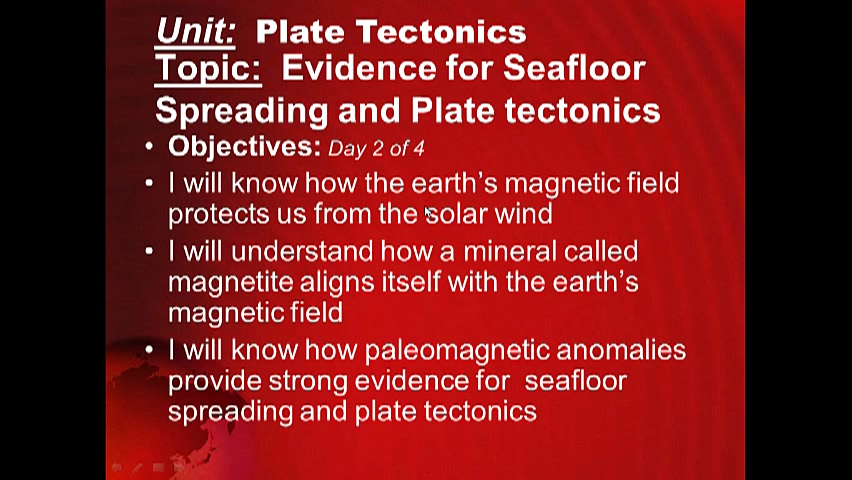 Unit: Plate Tectonics
Topic: Evidence for Seafloor
Spreading and Plate tectonics
• Objectives: Day 2 of 4
• I will know how the earth's magnetic field
protects us from the solar wind
• I will understand how a mineral called
magnetite aligns itself with the earth's
magnetic field
• I will know how paleomagnetic anomalies
provide strong evidence for seafloor
spreading and plate tectonics